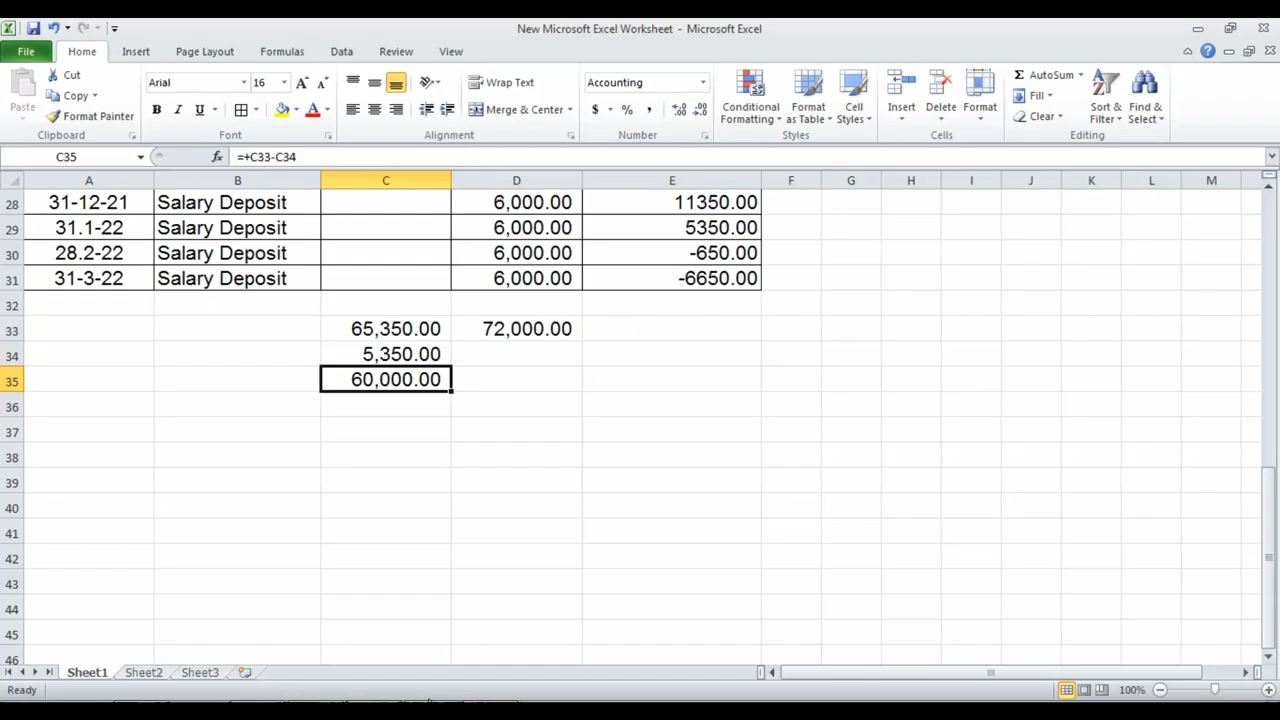 New Microsoft Excel Worksheet - Microsoft Excel
File Home Insert Page Layout Formulas Data Review View
Cut Arial 16 Wrap Text Accounting AutoSum
Paste Copy Fill
Format Painter B I U Merge & Center $ % , Conditional Formatting Format as Table Cell Styles Insert Delete Format Clear Sort & Filter Find & Select
Clipboard Font Alignment Number Styles Cells Editing
C35 fx =+C33-C34
A B C D E F G H I J K L M
28 31-12-21 Salary Deposit 6,000.00 11350.00
29 31.1-22 Salary Deposit 6,000.00 5350.00
30 28.2-22 Salary Deposit 6,000.00 -650.00
31 31-3-22 Salary Deposit 6,000.00 -6650.00
32
33 65,350.00 72,000.00
34 5,350.00
35 60,000.00
36
37
38
39
40
41
42
43
44
45
46
Sheet1 Sheet2 Sheet3
Ready 100%